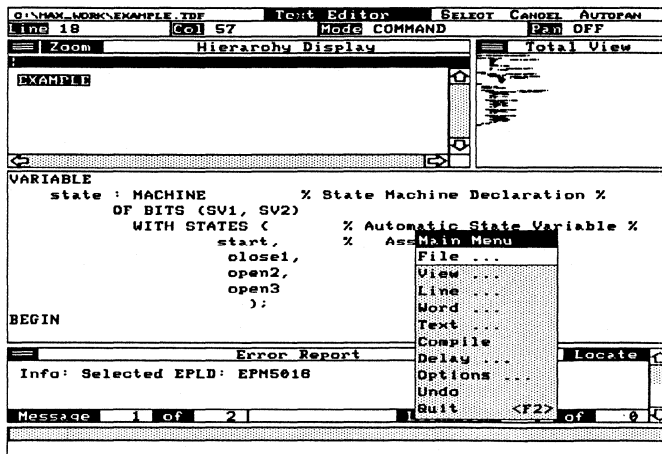 C:\MAX_WORK\EXAMPLE.TDF Text Editor SELECT CANCEL AUTOPAN
Line 18 Col 57 Mode COMMAND Pan OFF
Zoom Hierarchy Display Total View
EXAMPLE
VARIABLE
state : MACHINE % State Machine Declaration %
OF BITS (SV1, SV2)
WITH STATES ( % Automatic State Variable %
start, % Ass
close1,
open2,
open3
);
BEGIN
Main Menu
File ...
View ...
Line ...
Word ...
Text ...
Compile
Delay ...
Options ...
Undo
Quit <F2>
Error Report Locate
Info: Selected EPLD: EPM5016
Message 1 of 2 of 0